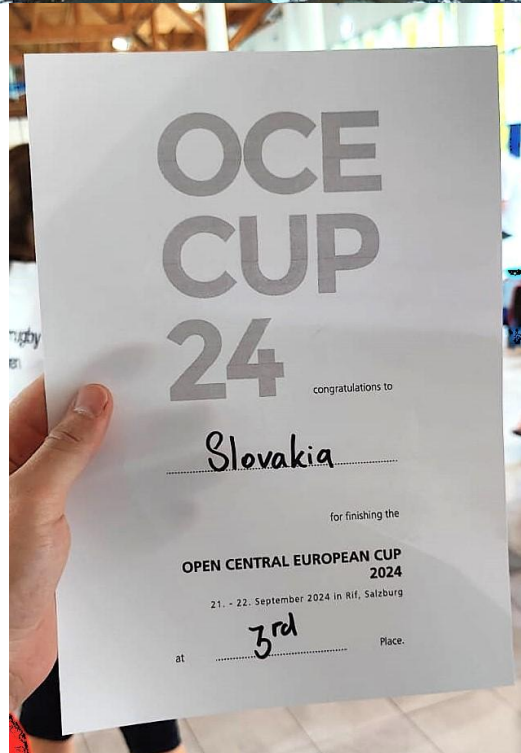 OCE
CUP
24
congratulations to
Slovakia
for finishing the
OPEN CENTRAL EUROPEAN CUP
2024
21. - 22. September 2024 in Rif, Salzburg
at 3rd Place.
rugby